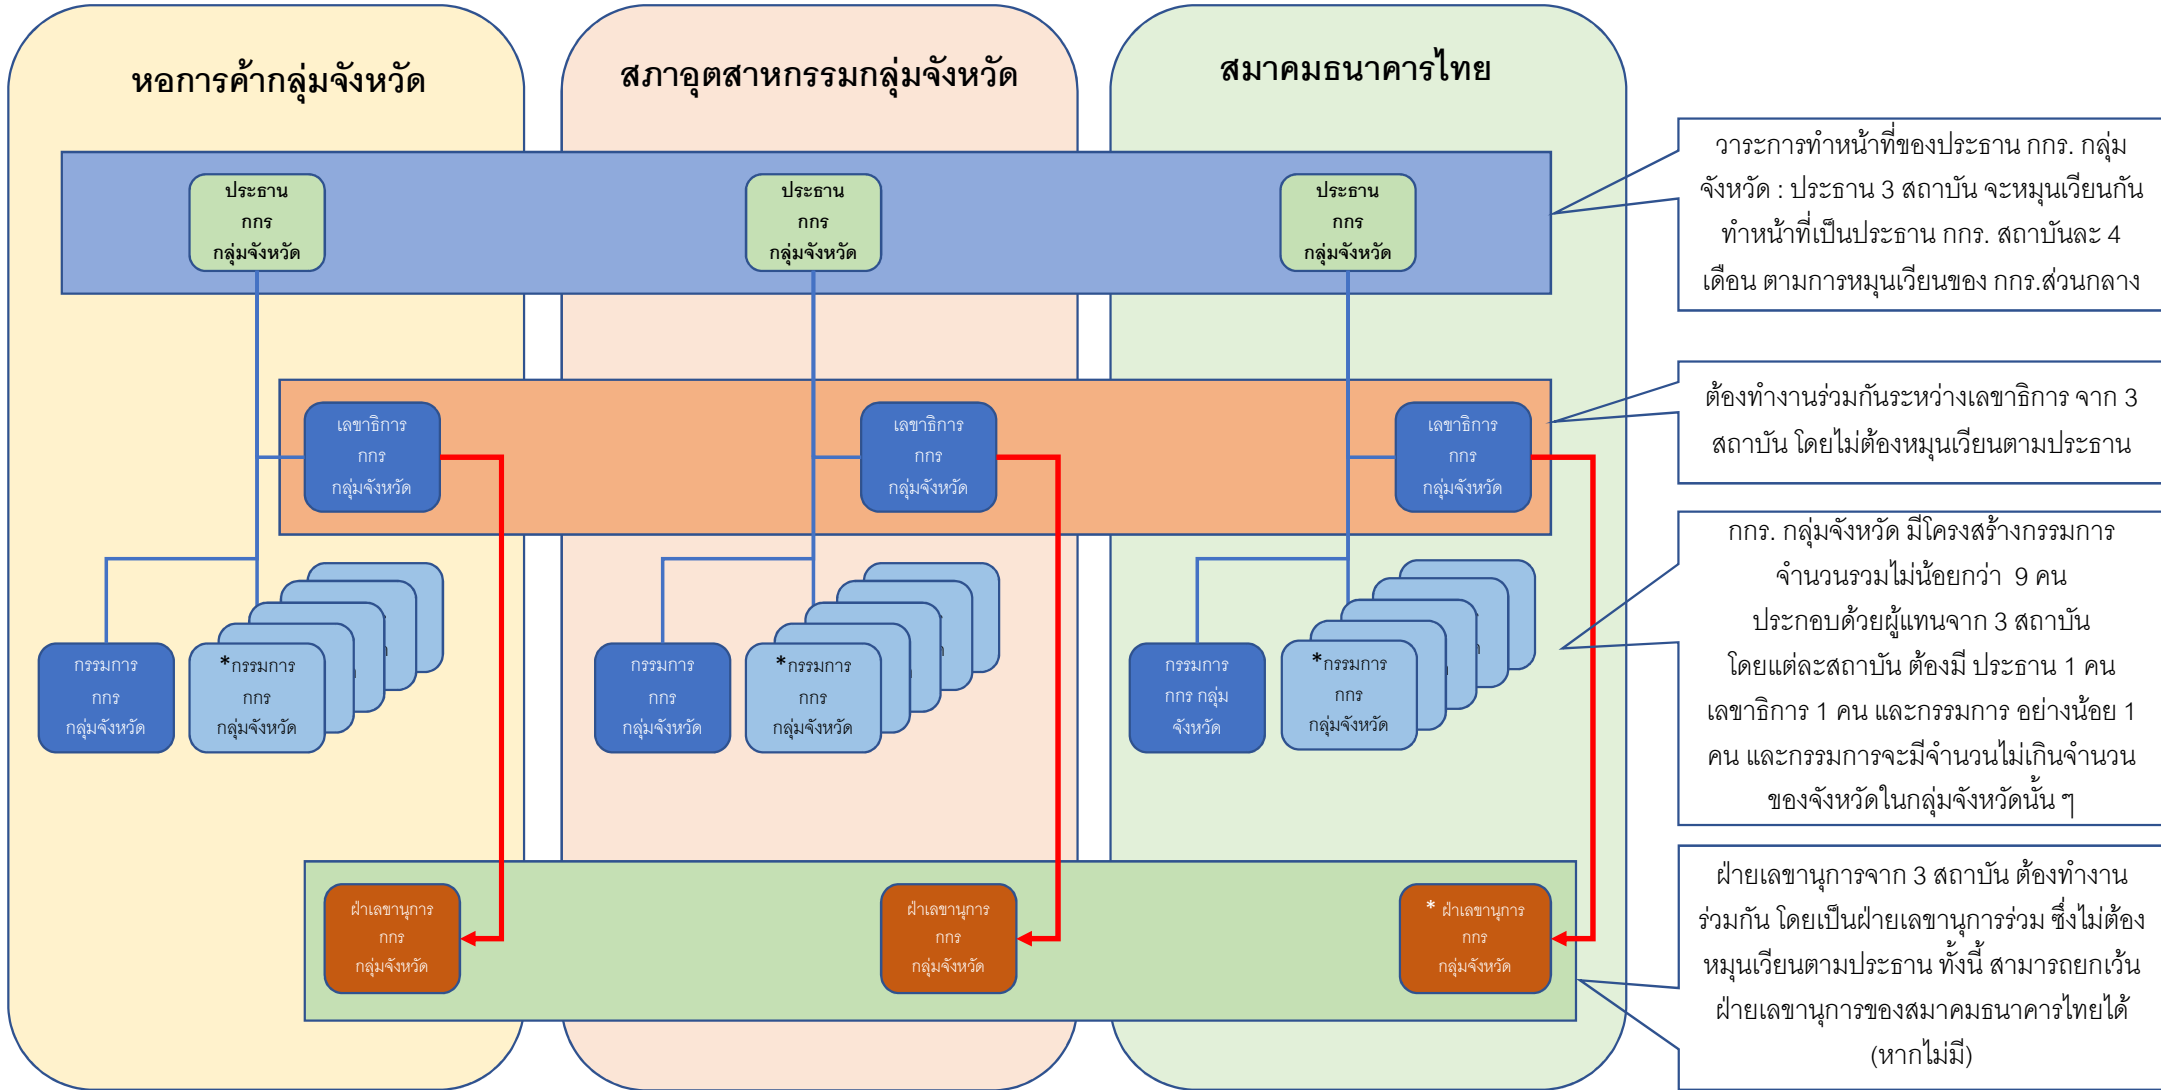 หอการค้ากลุ่มจังหวัด
สภาอุตสาหกรรมกลุ่มจังหวัด
สมาคมธนาคารไทย
ประธาน
กกร
กลุ่มจังหวัด
ประธาน
กกร
กลุ่มจังหวัด
ประธาน
กกร
กลุ่มจังหวัด
วาระการทำหน้าที่ของประธาน กกร. กลุ่ม
จังหวัด : ประธาน 3 สถาบัน จะหมุนเวียนกัน
ทำหน้าที่เป็นประธาน กกร. สถาบันละ 4
เดือน ตามการหมุนเวียนของ กกร.ส่วนกลาง
เลขาธิการ
กกร
กลุ่มจังหวัด
เลขาธิการ
กกร
กลุ่มจังหวัด
เลขาธิการ
กกร
กลุ่มจังหวัด
ต้องทำงานร่วมกันระหว่างเลขาธิการ จาก 3
สถาบัน โดยไม่ต้องหมุนเวียนตามประธาน
กรรมการ
กกร
กลุ่มจังหวัด
*กรรมการ
กกร
กลุ่มจังหวัด
กรรมการ
กกร
กลุ่มจังหวัด
*กรรมการ
กกร
กลุ่มจังหวัด
กรรมการ
กกร กลุ่ม
จังหวัด
*กรรมการ
กกร
กลุ่มจังหวัด
กกร. กลุ่มจังหวัด มีโครงสร้างกรรมการ
จำนวนรวมไม่น้อยกว่า 9 คน
ประกอบด้วยผู้แทนจาก 3 สถาบัน
โดยแต่ละสถาบัน ต้องมี ประธาน 1 คน
เลขาธิการ 1 คน และกรรมการ อย่างน้อย 1
คน และกรรมการจะมีจำนวนไม่เกินจำนวน
ของจังหวัดในกลุ่มจังหวัดนั้น ๆ
ฝ่าเลขานุการ
กกร
กลุ่มจังหวัด
ฝ่าเลขานุการ
กกร
กลุ่มจังหวัด
* ฝ่าเลขานุการ
กกร
กลุ่มจังหวัด
ฝ่ายเลขานุการจาก 3 สถาบัน ต้องทำงาน
ร่วมกัน โดยเป็นฝ่ายเลขานุการร่วม ซึ่งไม่ต้อง
หมุนเวียนตามประธาน ทั้งนี้ สามารถยกเว้น
ฝ่ายเลขานุการของสมาคมธนาคารไทยได้
(หากไม่มี)